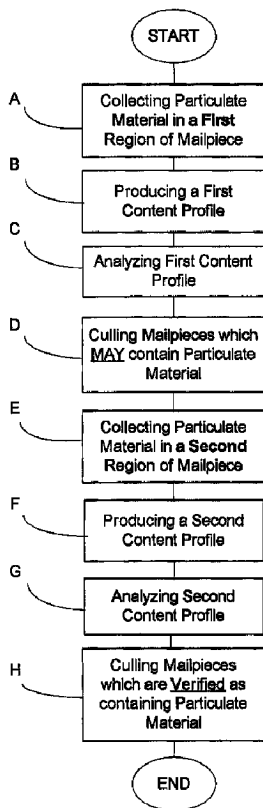 START
A
Collecting Particulate
Material in a First
Region of Mailpiece
B
Producing a First
Content Profile
C
Analyzing First Content
Profile
D
Culling Mailpieces which
MAY contain Particulate
Material
E
Collecting Particulate
Material in a Second
Region of Mailpiece
F
Producing a Second
Content Profile
G
Analyzing Second
Content Profile
H
Culling Mailpieces
which are Verified as
containing Particulate
Material
END